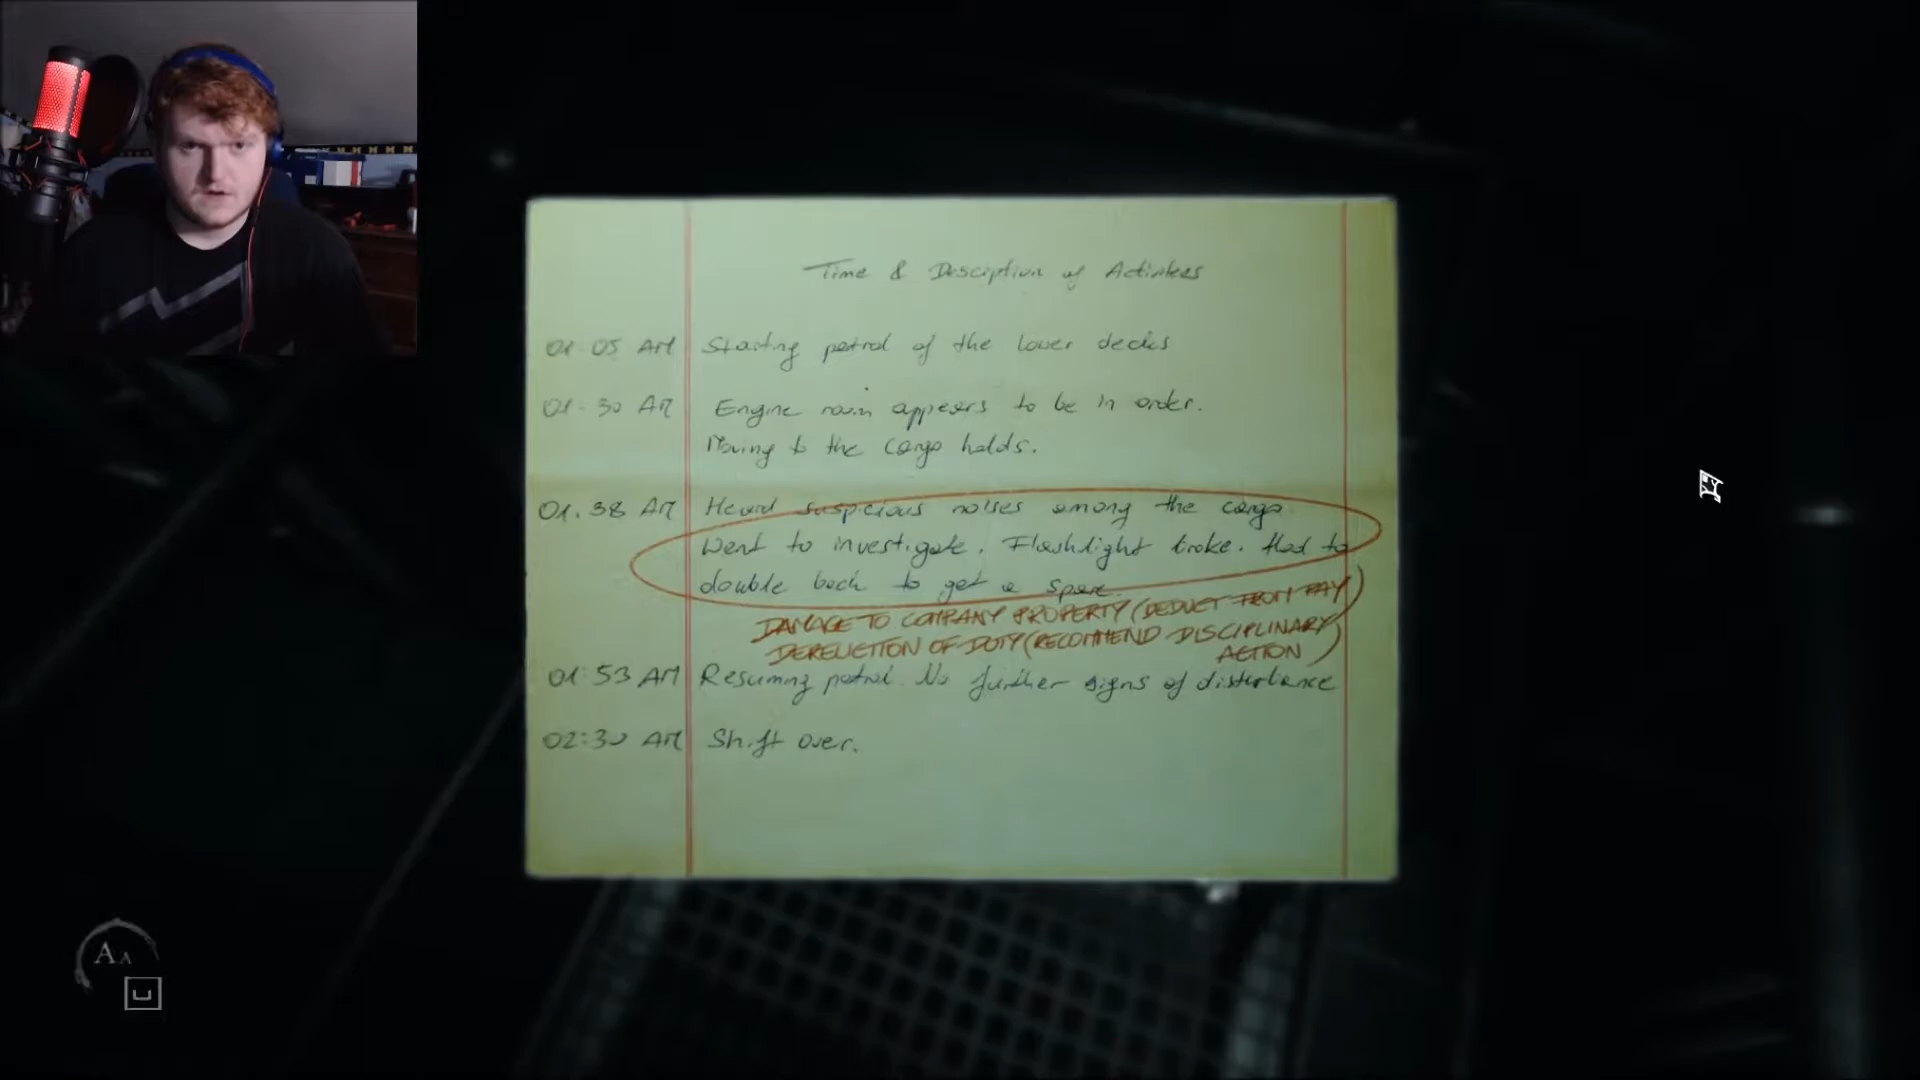 Time & Desciption of Activitees
01:05 AM Starting patrol of the lower decks
01:30 AM Engine room appears to be in order.
Moving to the cargo holds.
01.38 AM Heard suspicious noises among the cargo
Went to investigate. Flashlight broke. Had to
double back to get a spare.
DAMAGE TO COMPANY PROPERTY (DEDUCT FROM PAY)
DERELICTION OF DUTY (RECOMMEND DISCIPLINARY
ACTION)
01:53 AM Resuming patrol. No further signs of disturbance
02:30 AM Shift over.
AA